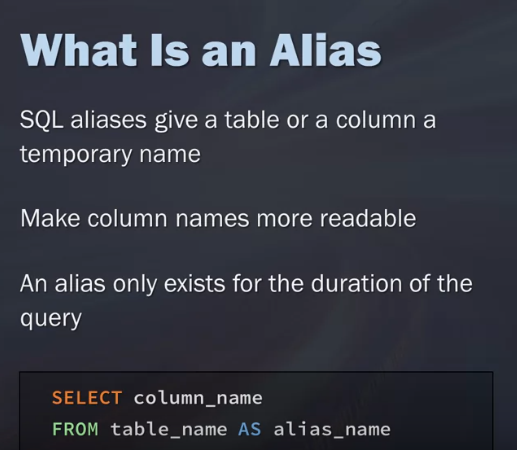 What Is an Alias
SQL aliases give a table or a column a
temporary name
Make column names more readable
An alias only exists for the duration of the
query
SELECT column_name
FROM table_name AS alias_name